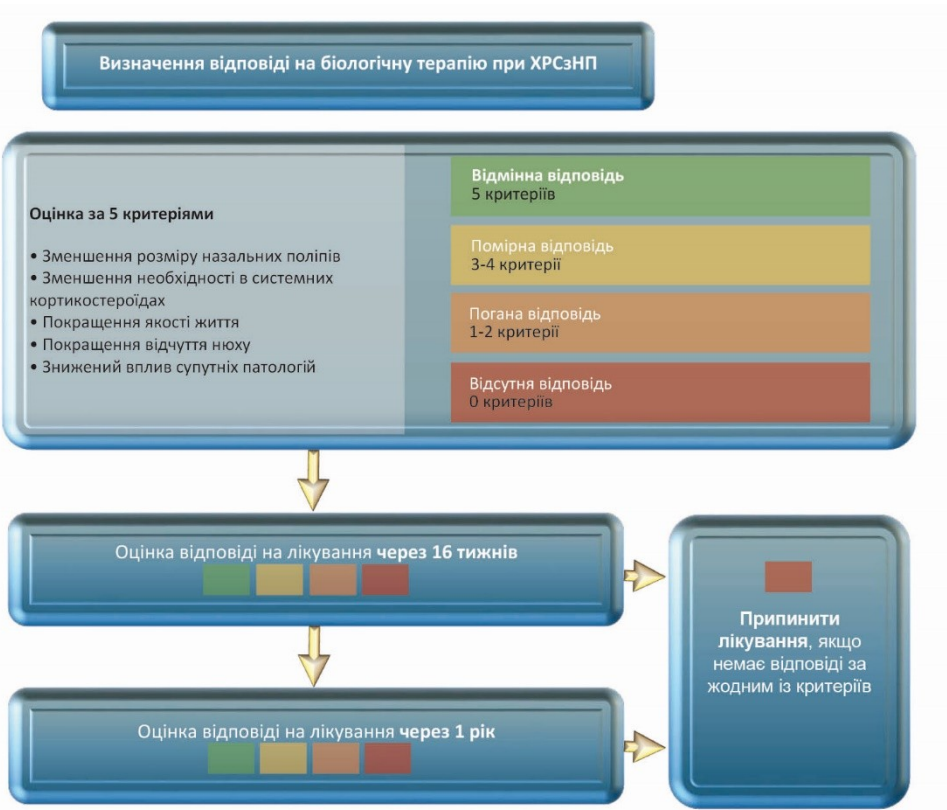 Визначення відповіді на біологічну терапію при ХРСзНП
Оцінка за 5 критеріями
• Зменшення розміру назальних поліпів
• Зменшення необхідності в системних
кортикостероїдах
• Покращення якості життя
• Покращення відчуття нюху
• Знижений вплив супутніх патологій
Відмінна відповідь
5 критеріїв
Помірна відповідь
3-4 критерії
Погана відповідь
1-2 критерії
Відсутня відповідь
0 критеріїв
Оцінка відповіді на лікування через 16 тижнів
Припинити
лікування, якщо
немає відповіді за
жодним із критеріїв
Оцінка відповіді на лікування через 1 рік